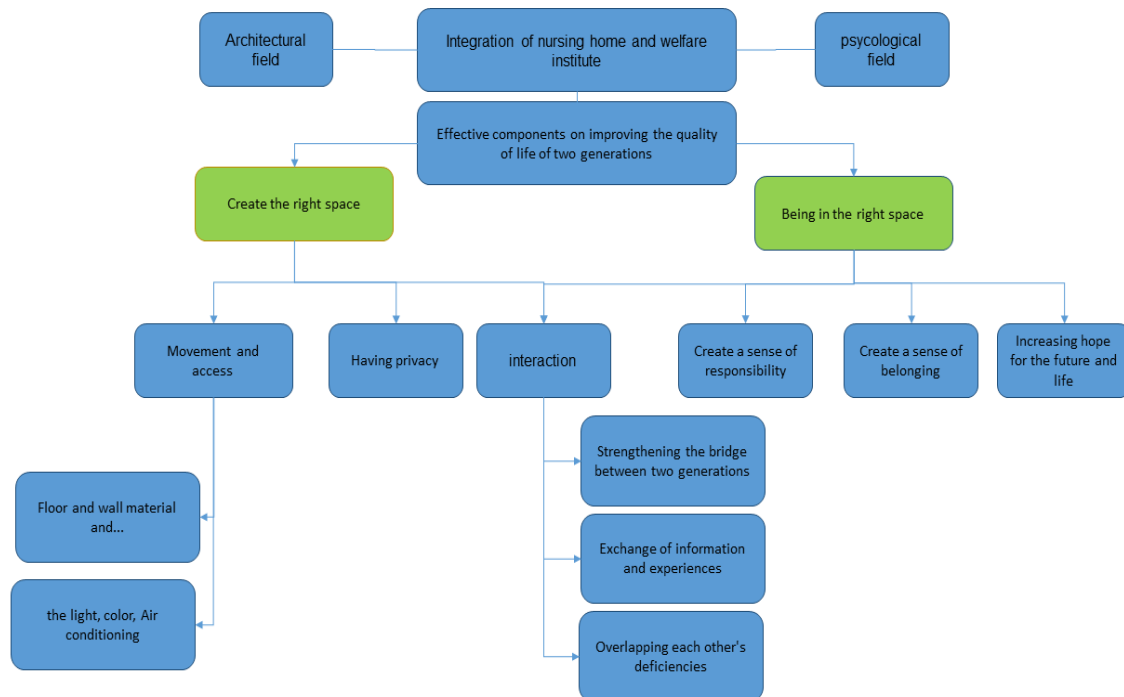 Architectural
field
Integration of nursing home and welfare
institute
psycological
field
Effective components on improving the quality
of life of two generations
Create the right space
Being in the right space
Movement and
access
Having privacy
interaction
Create a sense of
responsibility
Create a sense of
belonging
Increasing hope
for the future and
life
Strengthening the bridge
between two generations
Floor and wall material
and...
Exchange of information
and experiences
the light, color, Air
conditioning
Overlapping each other's
deficiencies